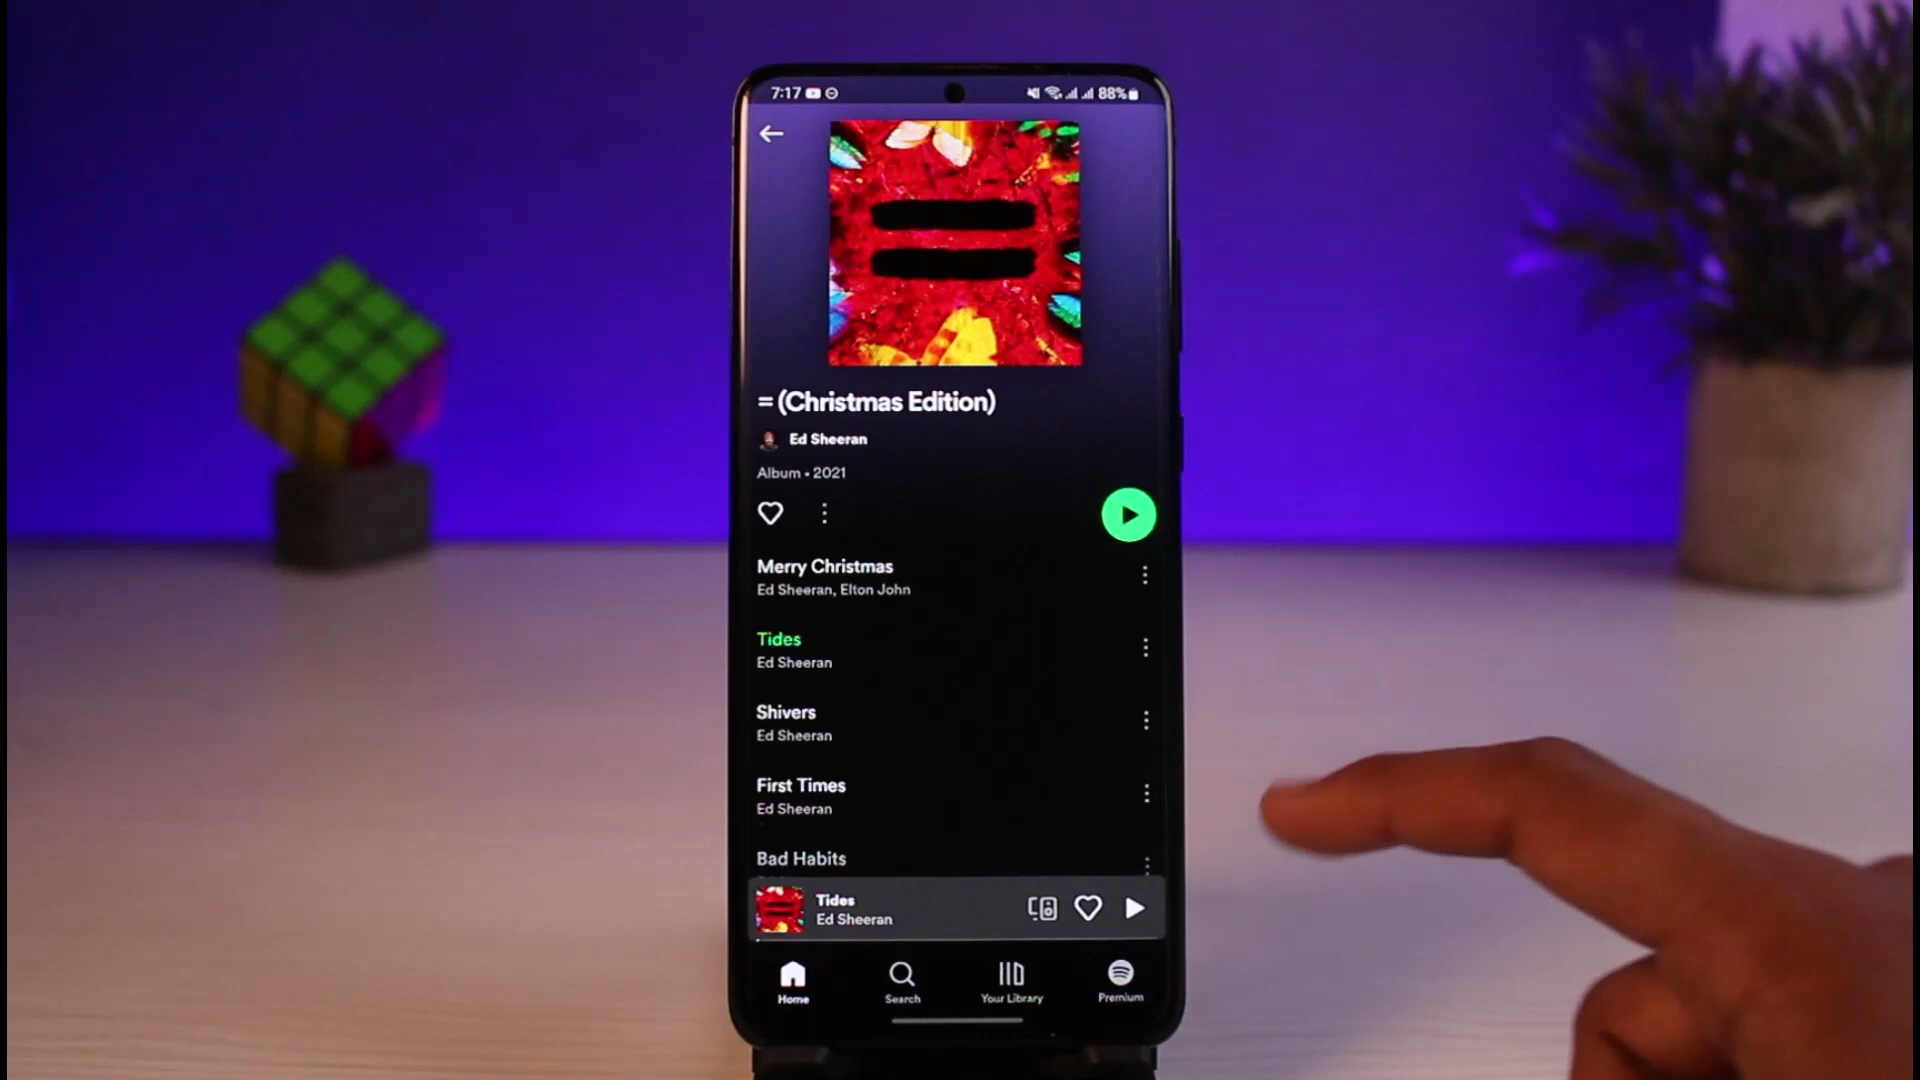 7:17 88%
= (Christmas Edition)
Ed Sheeran
Album • 2021
Merry Christmas
Ed Sheeran, Elton John
Tides
Ed Sheeran
Shivers
Ed Sheeran
First Times
Ed Sheeran
Bad Habits
Tides
Ed Sheeran
Home Search Your Library Premium